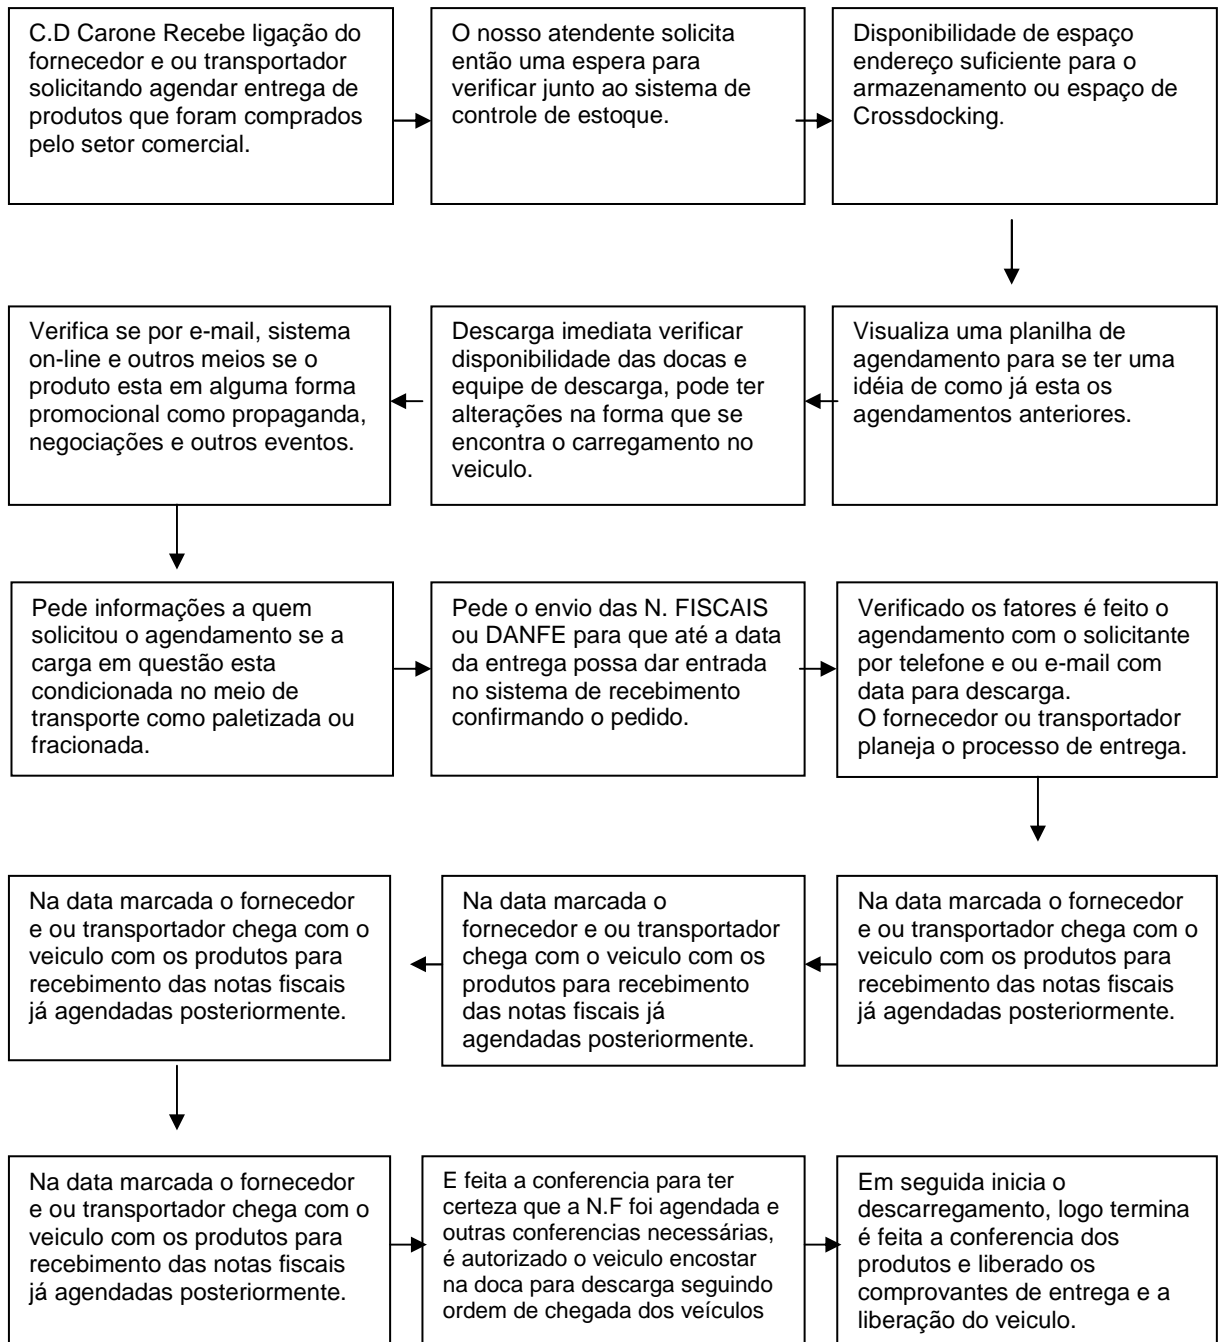 C.D Carone Recebe ligação do
fornecedor e ou transportador
solicitando agendar entrega de
produtos que foram comprados
pelo setor comercial.
O nosso atendente solicita
então uma espera para
verificar junto ao sistema de
controle de estoque.
Disponibilidade de espaço
endereço suficiente para o
armazenamento ou espaço de
Crossdocking.
Visualiza uma planilha de
agendamento para se ter uma
idéia de como já esta os
agendamentos anteriores.
Descarga imediata verificar
disponibilidade das docas e
equipe de descarga, pode ter
alterações na forma que se
encontra o carregamento no
veiculo.
Verifica se por e-mail, sistema
on-line e outros meios se o
produto esta em alguma forma
promocional como propaganda,
negociações e outros eventos.
Pede informações a quem
solicitou o agendamento se a
carga em questão esta
condicionada no meio de
transporte como paletizada ou
fracionada.
Pede o envio das N. FISCAIS
ou DANFE para que até a data
da entrega possa dar entrada
no sistema de recebimento
confirmando o pedido.
Verificado os fatores é feito o
agendamento com o solicitante
por telefone e ou e-mail com
data para descarga.
O fornecedor ou transportador
planeja o processo de entrega.
Na data marcada o fornecedor
e ou transportador chega com o
veiculo com os produtos para
recebimento das notas fiscais
já agendadas posteriormente.
Na data marcada o
fornecedor e ou transportador
chega com o veiculo com os
produtos para recebimento
das notas fiscais já
agendadas posteriormente.
Na data marcada o fornecedor
e ou transportador chega com o
veiculo com os produtos para
recebimento das notas fiscais
já agendadas posteriormente.
Na data marcada o fornecedor
e ou transportador chega com o
veiculo com os produtos para
recebimento das notas fiscais
já agendadas posteriormente.
E feita a conferencia para ter
certeza que a N.F foi agendada e
outras conferencias necessárias,
é autorizado o veiculo encostar
na doca para descarga seguindo
ordem de chegada dos veículos
Em seguida inicia o
descarregamento, logo termina
é feita a conferencia dos
produtos e liberado os
comprovantes de entrega e a
liberação do veiculo.